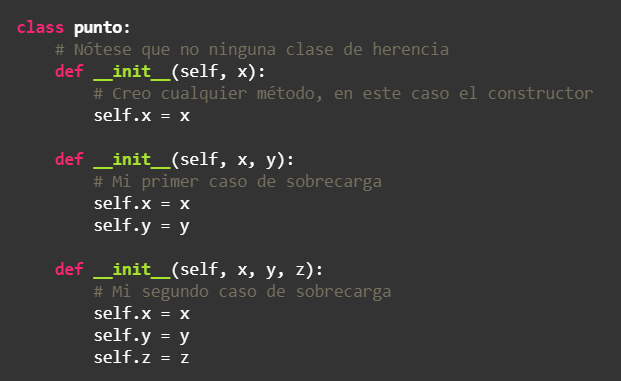 class punto:
    # Nótese que no ninguna clase de herencia
    def __init__(self, x):
        # Creo cualquier método, en este caso el constructor
        self.x = x
    def __init__(self, x, y):
        # Mi primer caso de sobrecarga
        self.x = x
        self.y = y
    def __init__(self, x, y, z):
        # Mi segundo caso de sobrecarga
        self.x = x
        self.y = y
        self.z = z